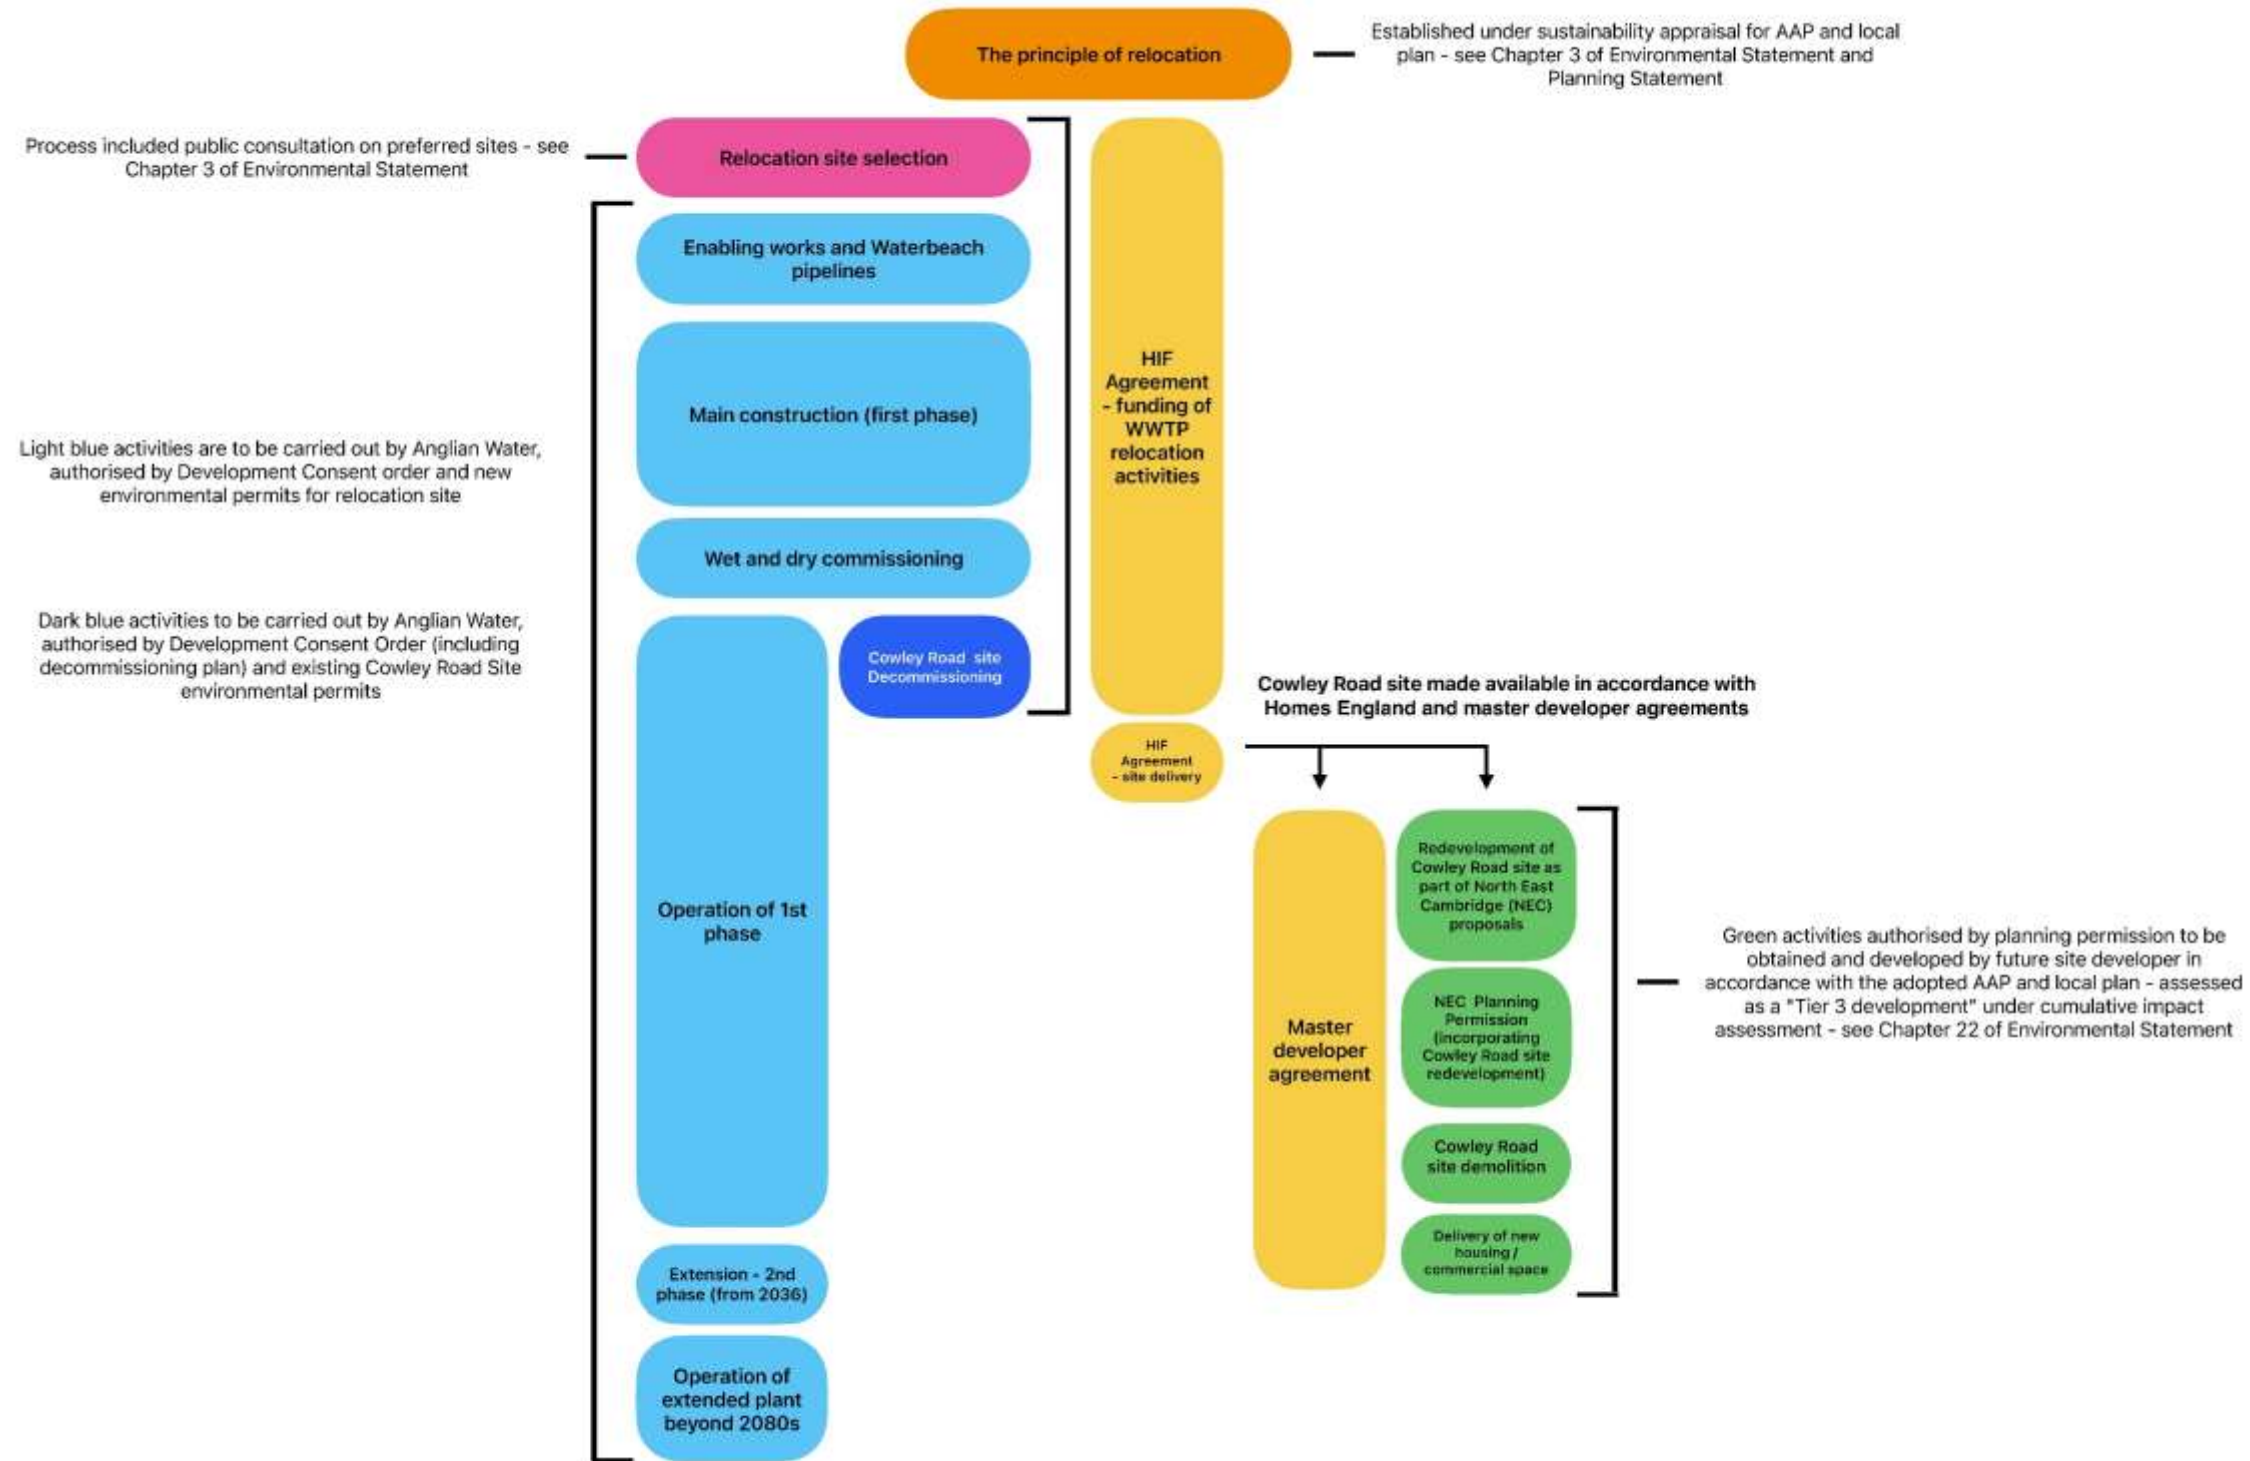 The principle of relocation
Established under sustainability appraisal for AAP and local
plan - see Chapter 3 of Environmental Statement and
Planning Statement
Process included public consultation on preferred sites - see
Chapter 3 of Environmental Statement
Relocation site selection
Enabling works and Waterbeach
pipelines
Main construction (first phase)
Light blue activities are to be carried out by Anglian Water,
authorised by Development Consent order and new
environmental permits for relocation site
Wet and dry commissioning
Dark blue activities to be carried out by Anglian Water,
authorised by Development Consent Order (including
decommissioning plan) and existing Cowley Road Site
environmental permits
Cowley Road site
Decommissioning
HIF
Agreement
- funding of
WWTP
relocation
activities
HIF
Agreement
- site delivery
Cowley Road site made available in accordance with
Homes England and master developer agreements
Operation of 1st
phase
Extension - 2nd
phase (from 2036)
Operation of
extended plant
beyond 2080s
Master
developer
agreement
Redevelopment of
Cowley Road site as
part of North East
Cambridge (NEC)
proposals
NEC Planning
Permission
(incorporating
Cowley Road site
redevelopment)
Cowley Road
site demolition
Delivery of new
housing /
commercial space
Green activities authorised by planning permission to be
obtained and developed by future site developer in
accordance with the adopted AAP and local plan - assessed
as a "Tier 3 development" under cumulative impact
assessment - see Chapter 22 of Environmental Statement